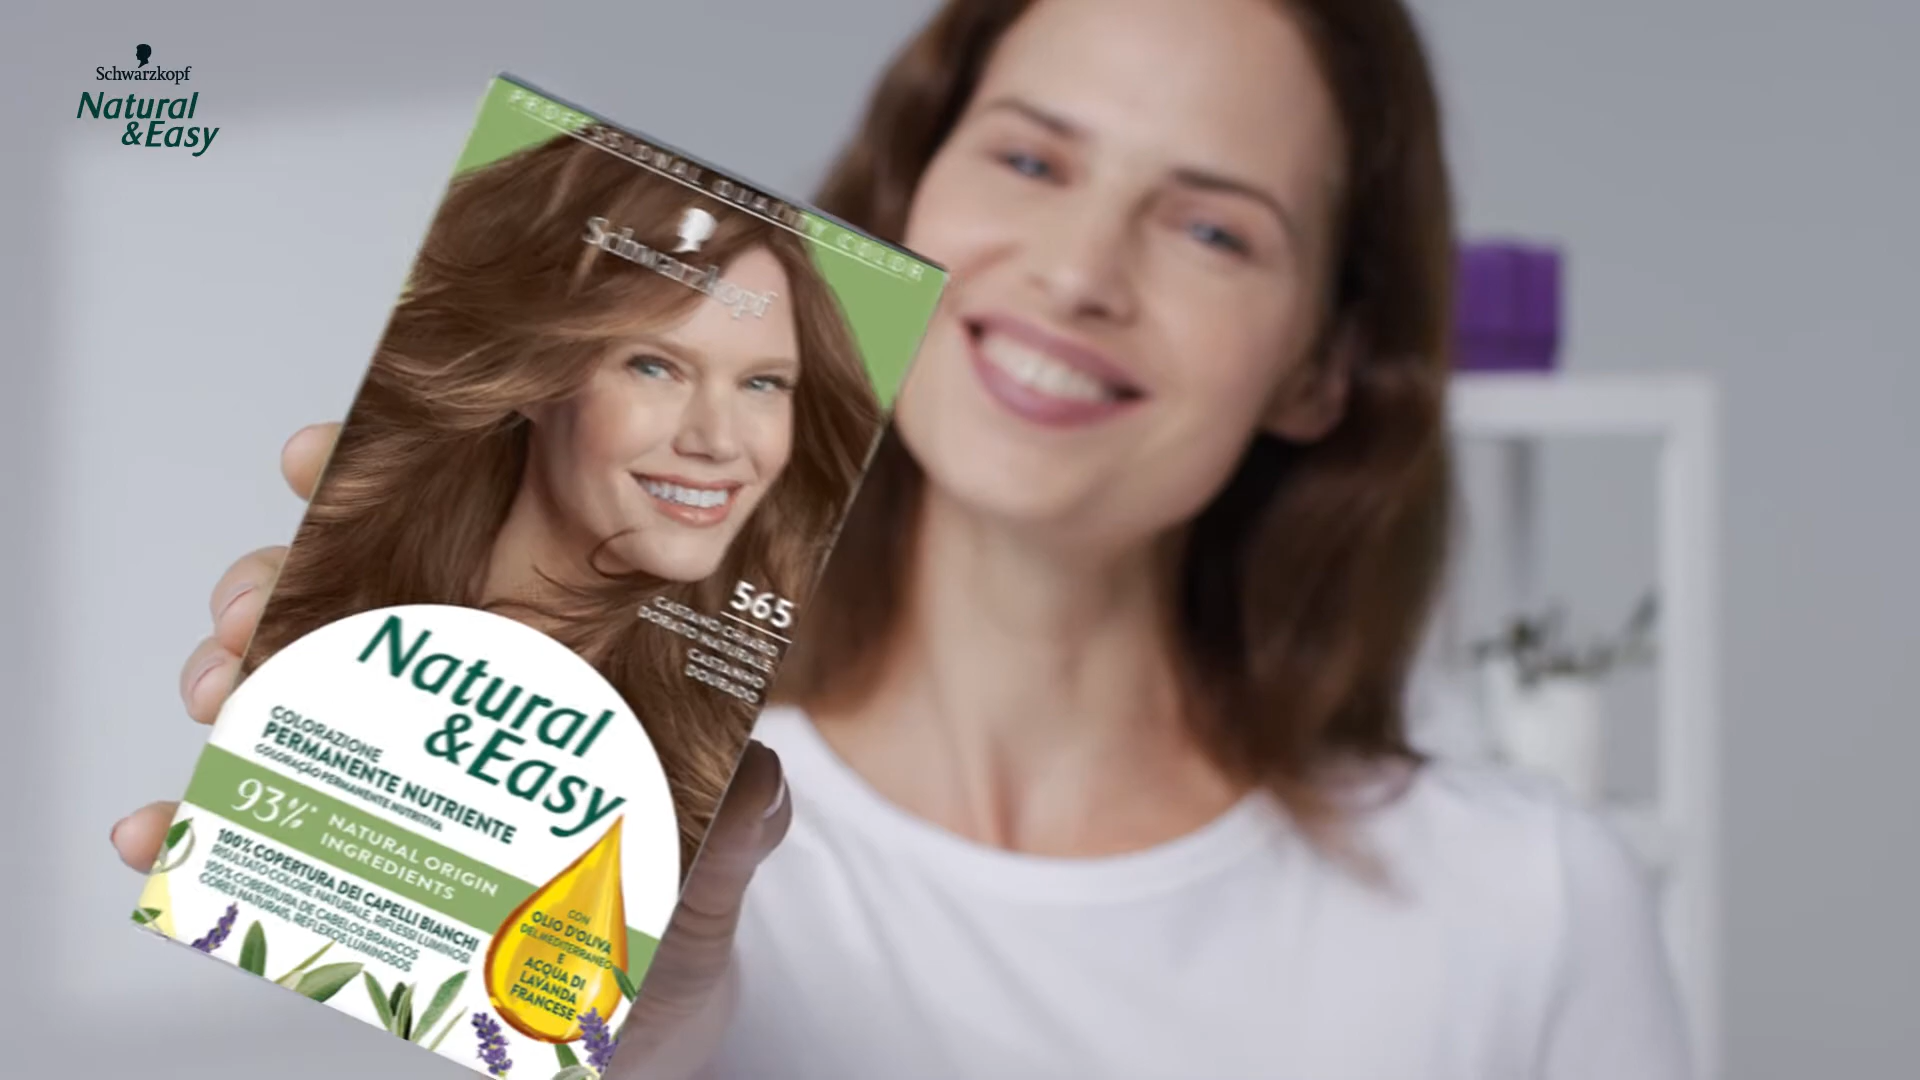 Schwarzkopf
Natural
&Easy
PROFESSIONAL QUALITY COLOR
Schwarzkopf
565
CASTANO CHIARO
DORATO NATURALE
CASTANHO
DOURADO
Natural
&Easy
COLORAZIONE
PERMANENTE NUTRIENTE
COLORAÇÃO PERMANENTE NUTRITIVA
93%*
NATURAL ORIGIN
INGREDIENTS
100% COPERTURA DEI CAPELLI BIANCHI
RISULTATO COLORE NATURALE, RIFLESSI LUMINOSI
100% COBERTURA DE CABELOS BRANCOS
CORES NATURAIS, REFLEXOS LUMINOSOS
CON
OLIO D'OLIVA
DEL MEDITERRANEO
E
ACQUA DI
LAVANDA
FRANCESE